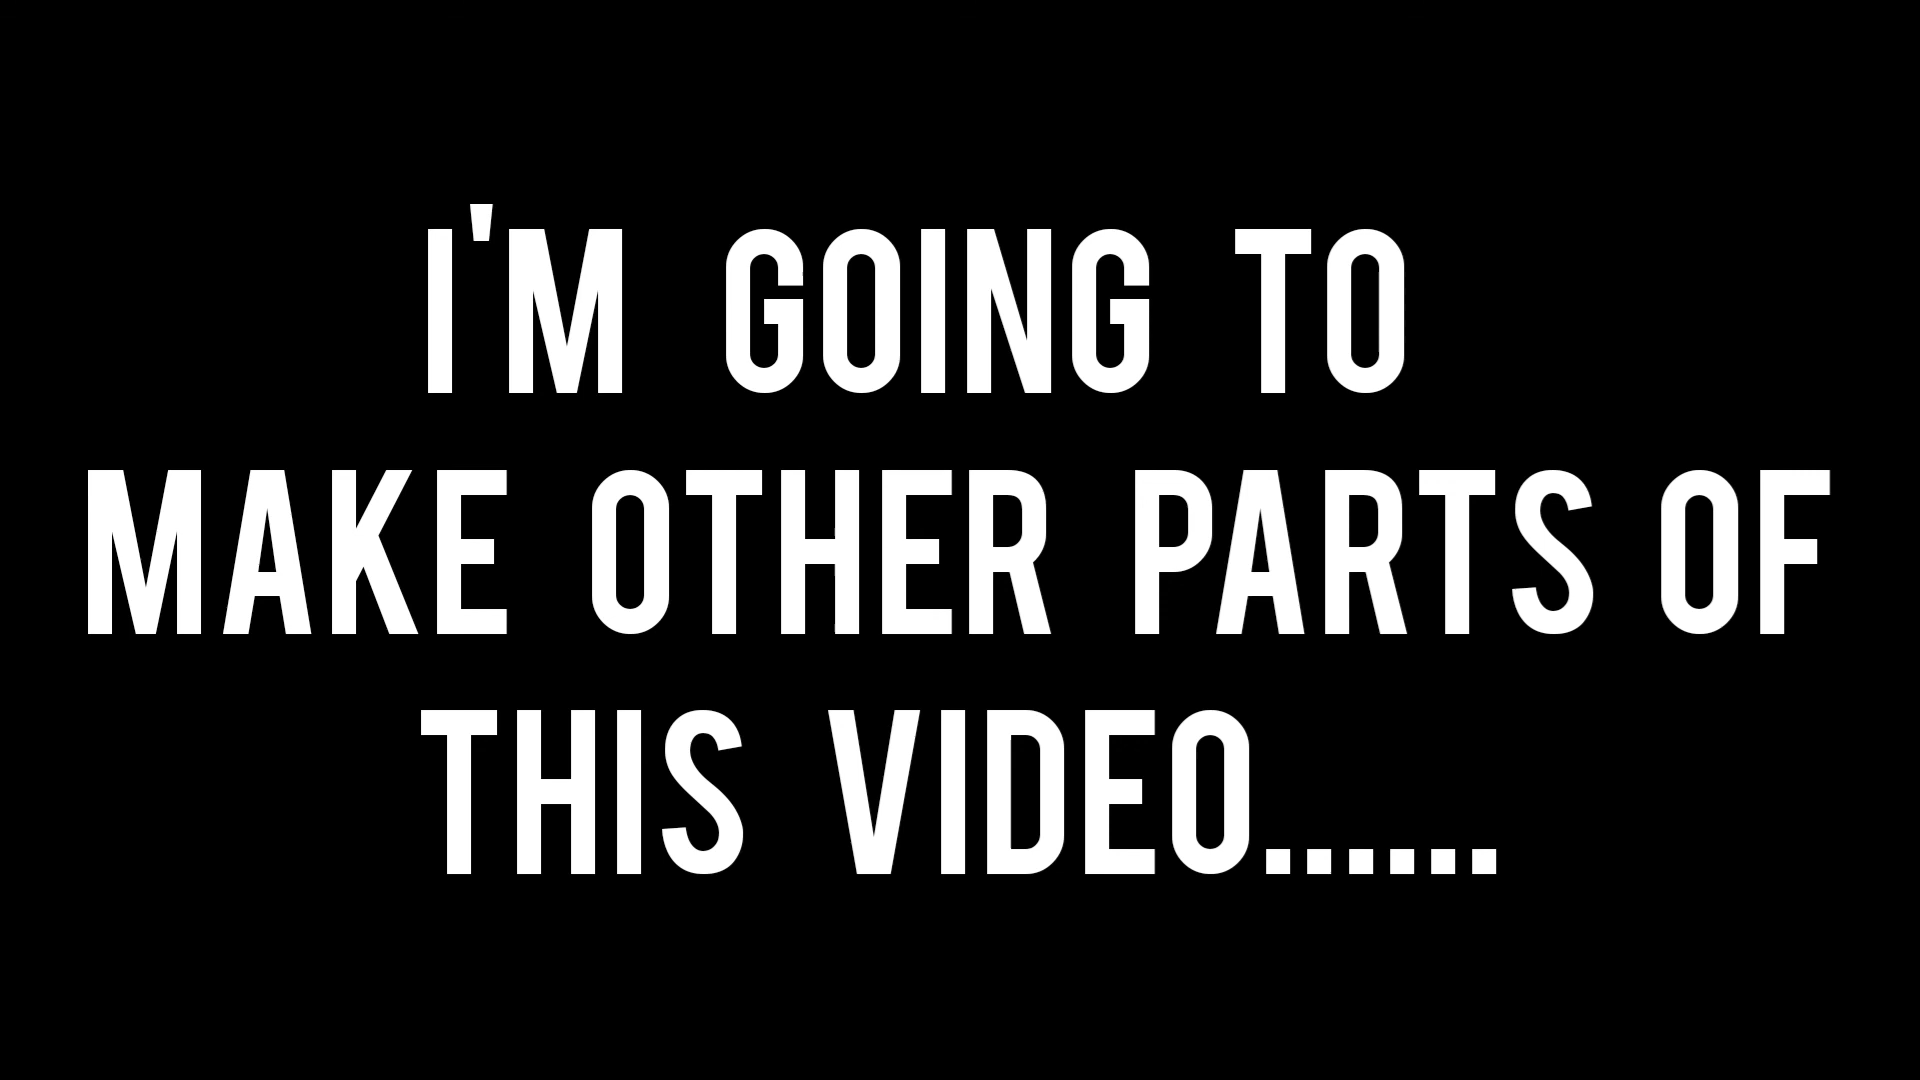 I'M GOING TO
MAKE OTHER PARTS OF
THIS VIDEO......